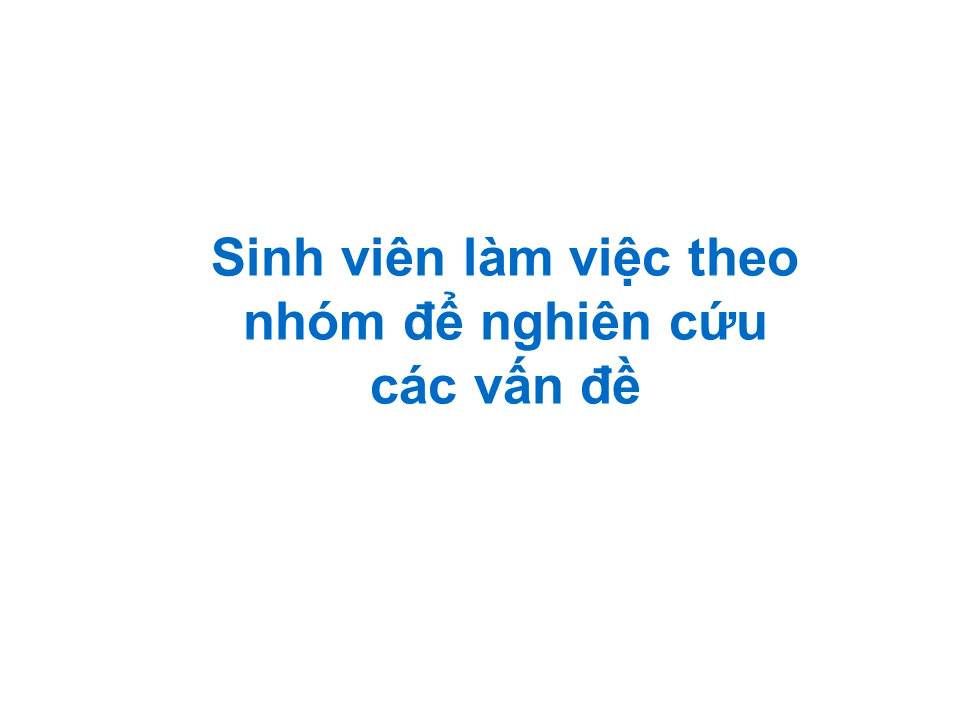 Sinh viên làm việc theo
nhóm để nghiên cứu
các vấn đề